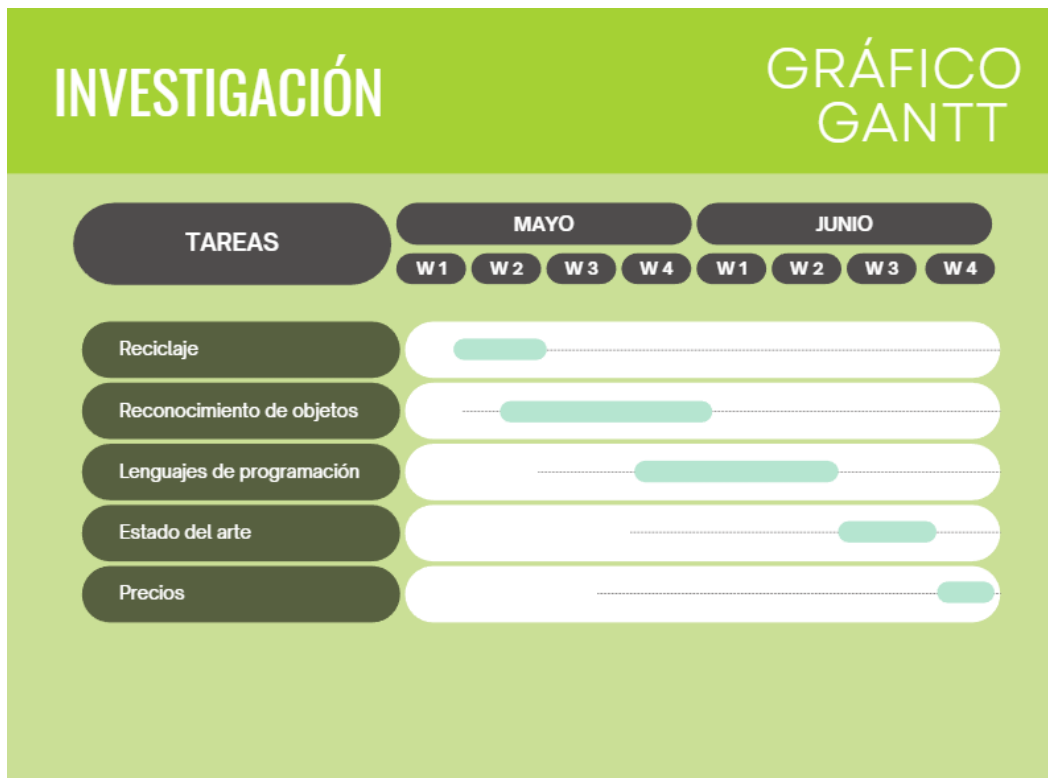 INVESTIGACIÓN
GRÁFICO
GANTT
TAREAS
MAYO
JUNIO
W 1 W 2 W 3 W 4 W 1 W 2 W 3 W 4
Reciclaje
Reconocimiento de objetos
Lenguajes de programación
Estado del arte
Precios